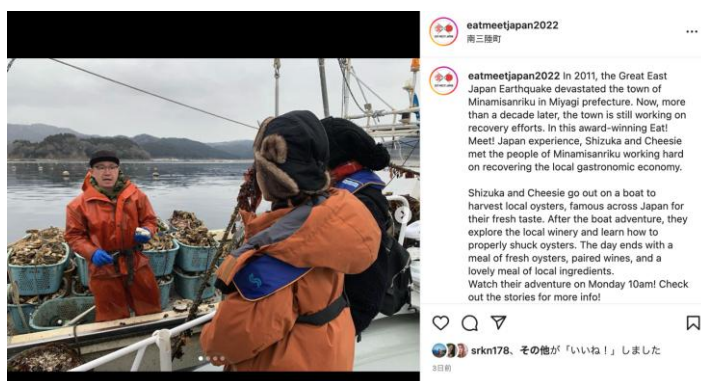 eatmeetjapan2022
南三陸町
eatmeetjapan2022 In 2011, the Great East
Japan Earthquake devastated the town of
Minamisanriku in Miyagi prefecture. Now, more
than a decade later, the town is still working on
recovery efforts. In this award-winning Eat!
Meet! Japan experience, Shizuka and Cheesie
met the people of Minamisanriku working hard
on recovering the local gastronomic economy.
Shizuka and Cheesie go out on a boat to
harvest local oysters, famous across Japan for
their fresh taste. After the boat adventure, they
explore the local winery and learn how to
properly shuck oysters. The day ends with a
meal of fresh oysters, paired wines, and a
lovely meal of local ingredients.
Watch their adventure on Monday 10am! Check
out the stories for more info!
srkn178、その他が「いいね！」しました
3日前